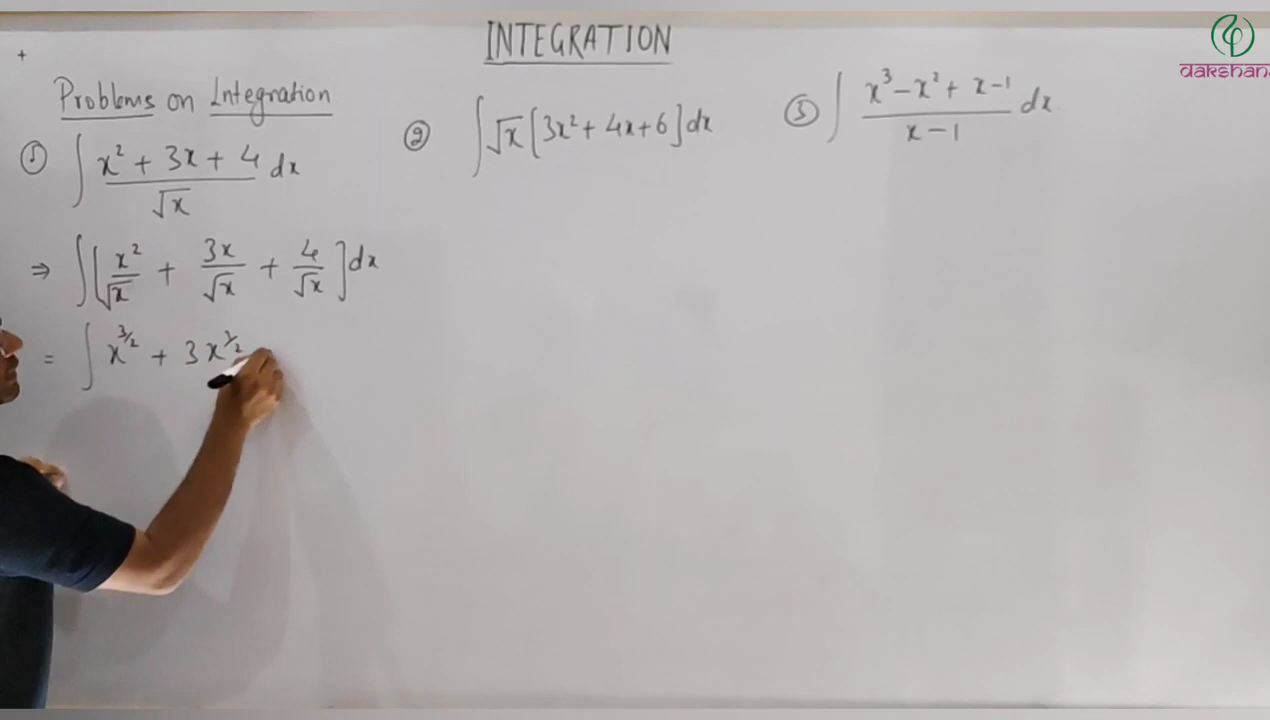 INTEGRATION
dakshana
Problems on Integration
① ∫ x² + 3x + 4 / √x dx
⇒ ∫ [x²/√x + 3x/√x + 4/√x] dx
= ∫ x^3/2 + 3x^1/2
② ∫ √x [3x² + 4x + 6] dx
③ ∫ x³ − x² + x − 1 / x − 1 dx